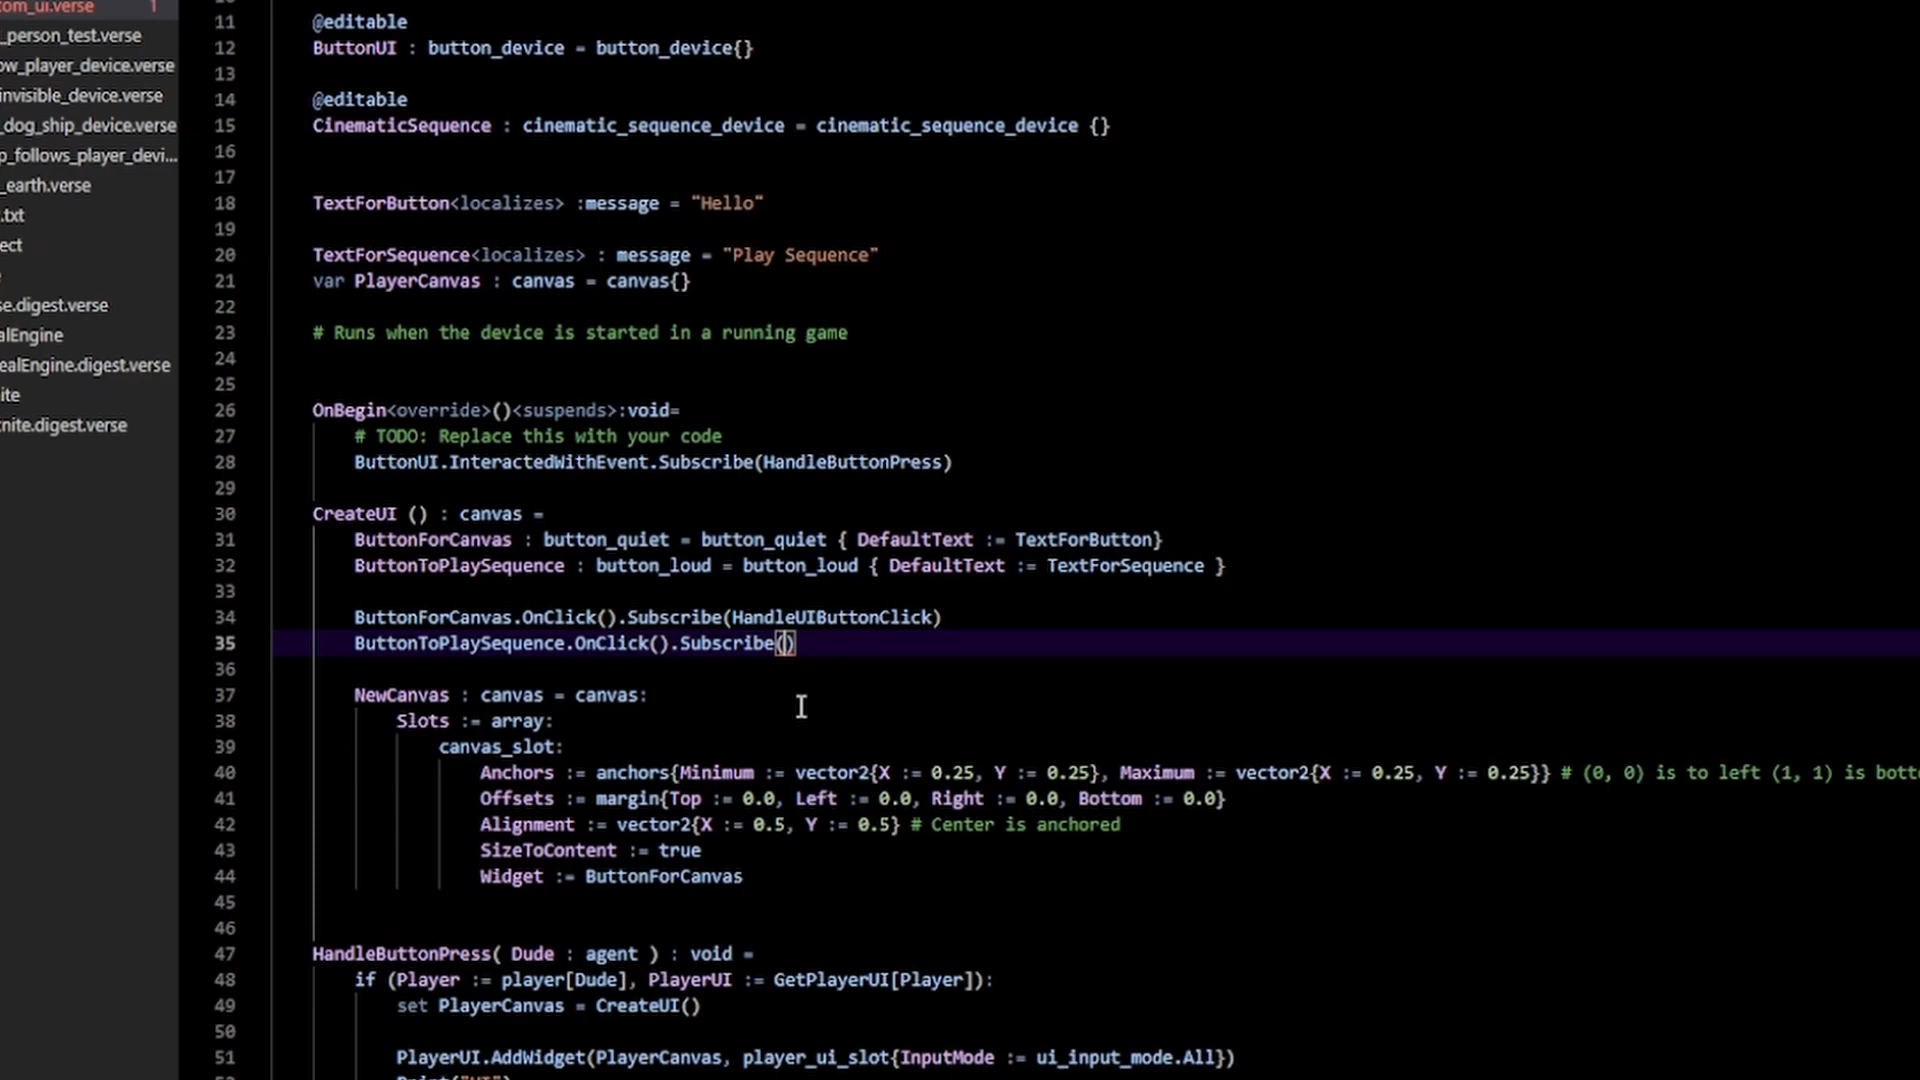 tom_ui.verse 1
_person_test.verse
ow_player_device.verse
invisible_device.verse
_dog_ship_device.verse
p_follows_player_devi...
_earth.verse
.txt
ect
se.digest.verse
alEngine
ealEngine.digest.verse
ite
nite.digest.verse
11 @editable
12 ButtonUI : button_device = button_device{}
13
14 @editable
15 CinematicSequence : cinematic_sequence_device = cinematic_sequence_device {}
16
17
18 TextForButton<localizes> :message = "Hello"
19
20 TextForSequence<localizes> : message = "Play Sequence"
21 var PlayerCanvas : canvas = canvas{}
22
23 # Runs when the device is started in a running game
24
25
26 OnBegin<override>()<suspends>:void=
27 # TODO: Replace this with your code
28 ButtonUI.InteractedWithEvent.Subscribe(HandleButtonPress)
29
30 CreateUI () : canvas =
31 ButtonForCanvas : button_quiet = button_quiet { DefaultText := TextForButton}
32 ButtonToPlaySequence : button_loud = button_loud { DefaultText := TextForSequence }
33
34 ButtonForCanvas.OnClick().Subscribe(HandleUIButtonClick)
35 ButtonToPlaySequence.OnClick().Subscribe()
36
37 NewCanvas : canvas = canvas:
38 Slots := array:
39 canvas_slot:
40 Anchors := anchors{Minimum := vector2{X := 0.25, Y := 0.25}, Maximum := vector2{X := 0.25, Y := 0.25}} # (0, 0) is to left (1, 1) is botto
41 Offsets := margin{Top := 0.0, Left := 0.0, Right := 0.0, Bottom := 0.0}
42 Alignment := vector2{X := 0.5, Y := 0.5} # Center is anchored
43 SizeToContent := true
44 Widget := ButtonForCanvas
45
46
47 HandleButtonPress( Dude : agent ) : void =
48 if (Player := player[Dude], PlayerUI := GetPlayerUI[Player]):
49 set PlayerCanvas = CreateUI()
50
51 PlayerUI.AddWidget(PlayerCanvas, player_ui_slot{InputMode := ui_input_mode.All})